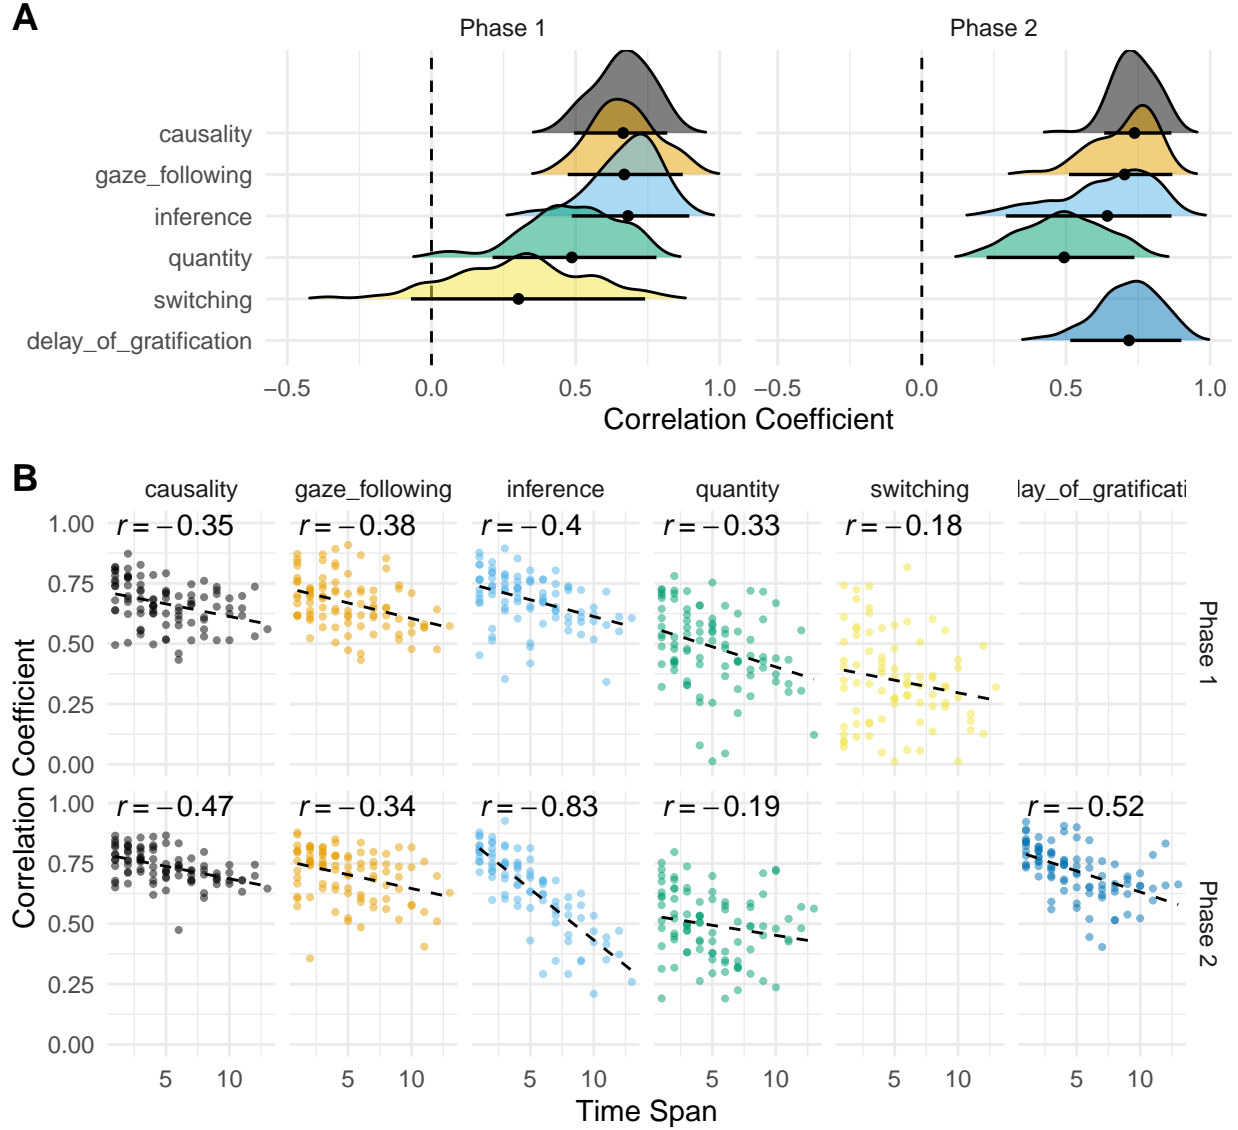 A
Phase 1
Phase 2
causality
gaze_following
inference
quantity
switching
delay_of_gratification
−0.5 0.0 0.5 1.0 −0.5 0.0 0.5 1.0
Correlation Coefficient
B
causality gaze_following inference quantity switching lay_of_gratificati
1.00 r = −0.35 r = −0.38 r = −0.4 r = −0.33 r = −0.18
0.75
0.50
0.25
0.00
Phase 1
1.00 r = −0.47 r = −0.34 r = −0.83 r = −0.19 r = −0.52
0.75
0.50
0.25
0.00
Phase 2
Correlation Coefficient
5 10 5 10 5 10 5 10 5 10 5 10
Time Span